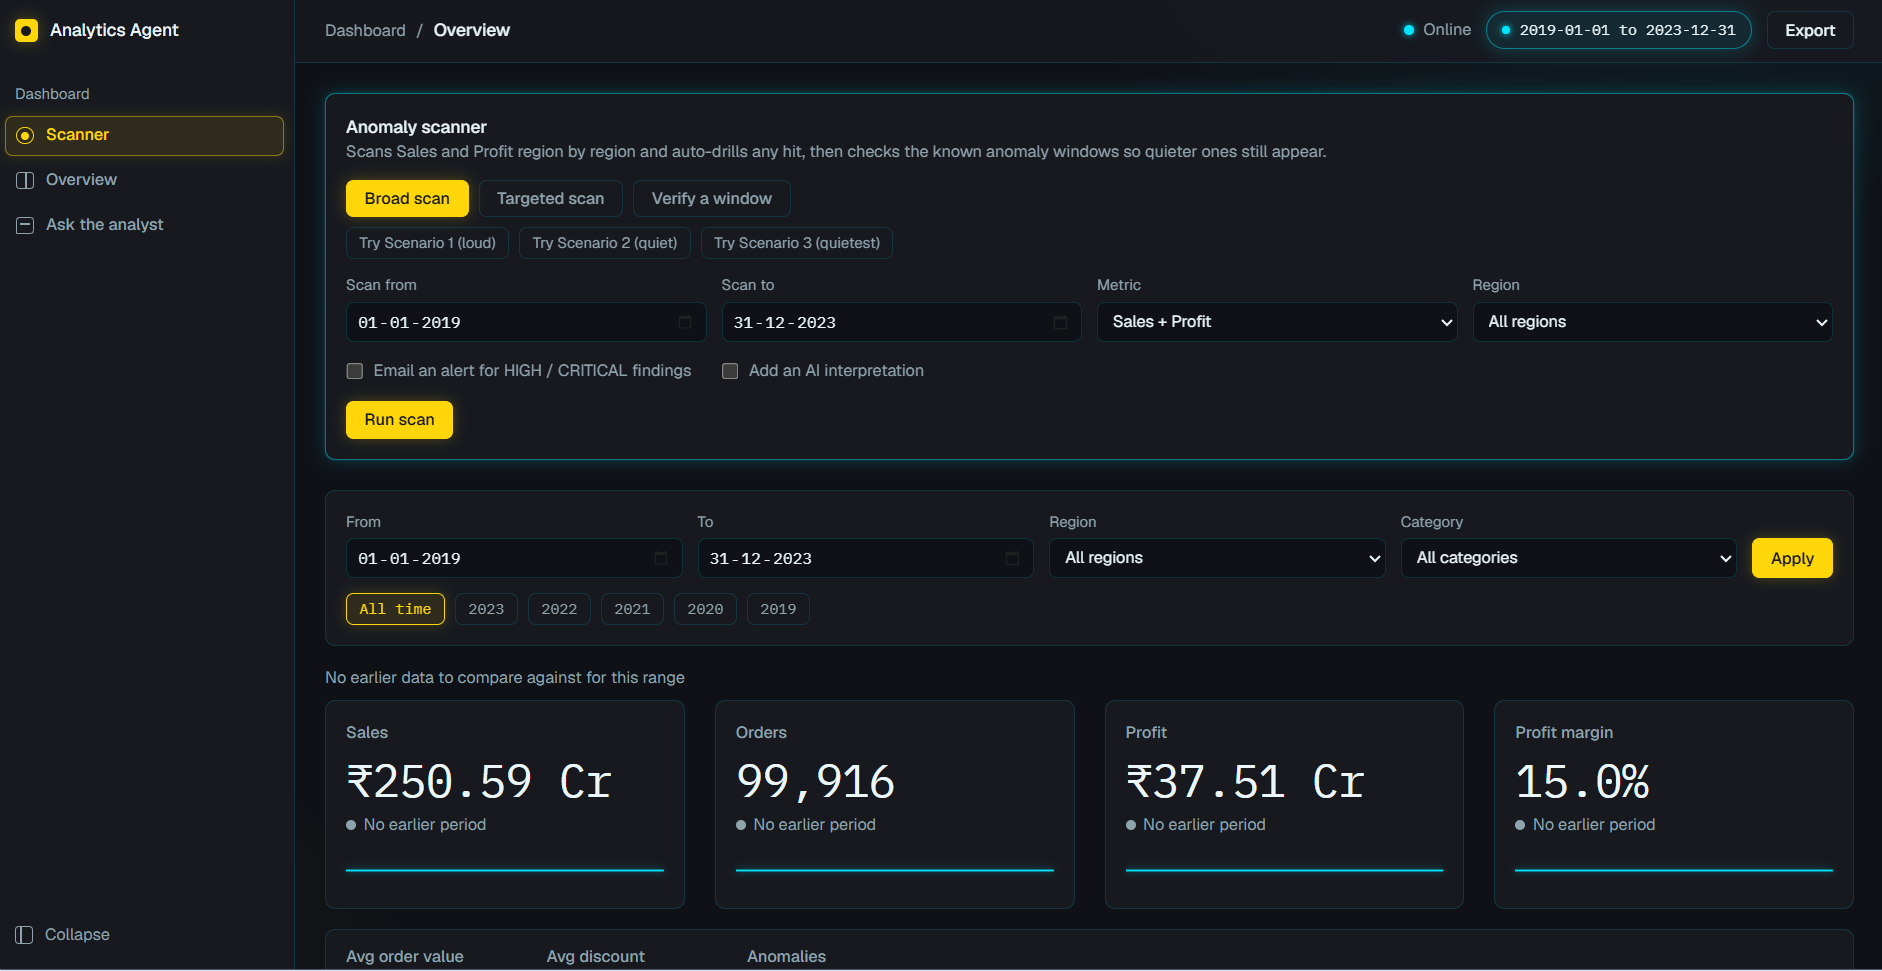 Analytics Agent
Dashboard
Scanner
Overview
Ask the analyst
Collapse
Dashboard / Overview
Online
2019-01-01 to 2023-12-31
Export
Anomaly scanner
Scans Sales and Profit region by region and auto-drills any hit, then checks the known anomaly windows so quieter ones still appear.
Broad scan Targeted scan Verify a window
Try Scenario 1 (loud) Try Scenario 2 (quiet) Try Scenario 3 (quietest)
Scan from Scan to Metric Region
01-01-2019 31-12-2023 Sales + Profit All regions
Email an alert for HIGH / CRITICAL findings Add an AI interpretation
Run scan
From To Region Category
01-01-2019 31-12-2023 All regions All categories Apply
All time 2023 2022 2021 2020 2019
No earlier data to compare against for this range
Sales Orders Profit Profit margin
₹250.59 Cr 99,916 ₹37.51 Cr 15.0%
No earlier period No earlier period No earlier period No earlier period
Avg order value Avg discount Anomalies